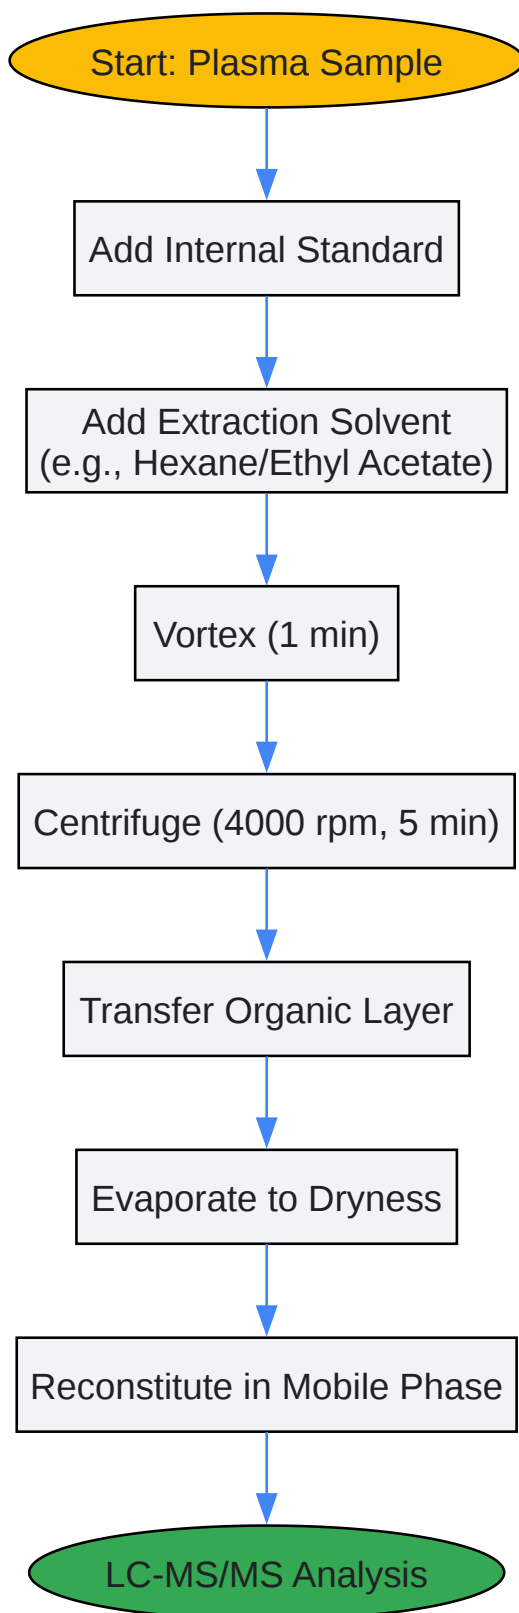 Start: Plasma Sample
Add Internal Standard
Add Extraction Solvent
(e.g., Hexane/Ethyl Acetate)
Vortex (1 min)
Centrifuge (4000 rpm, 5 min)
Transfer Organic Layer
Evaporate to Dryness
Reconstitute in Mobile Phase
LC-MS/MS Analysis